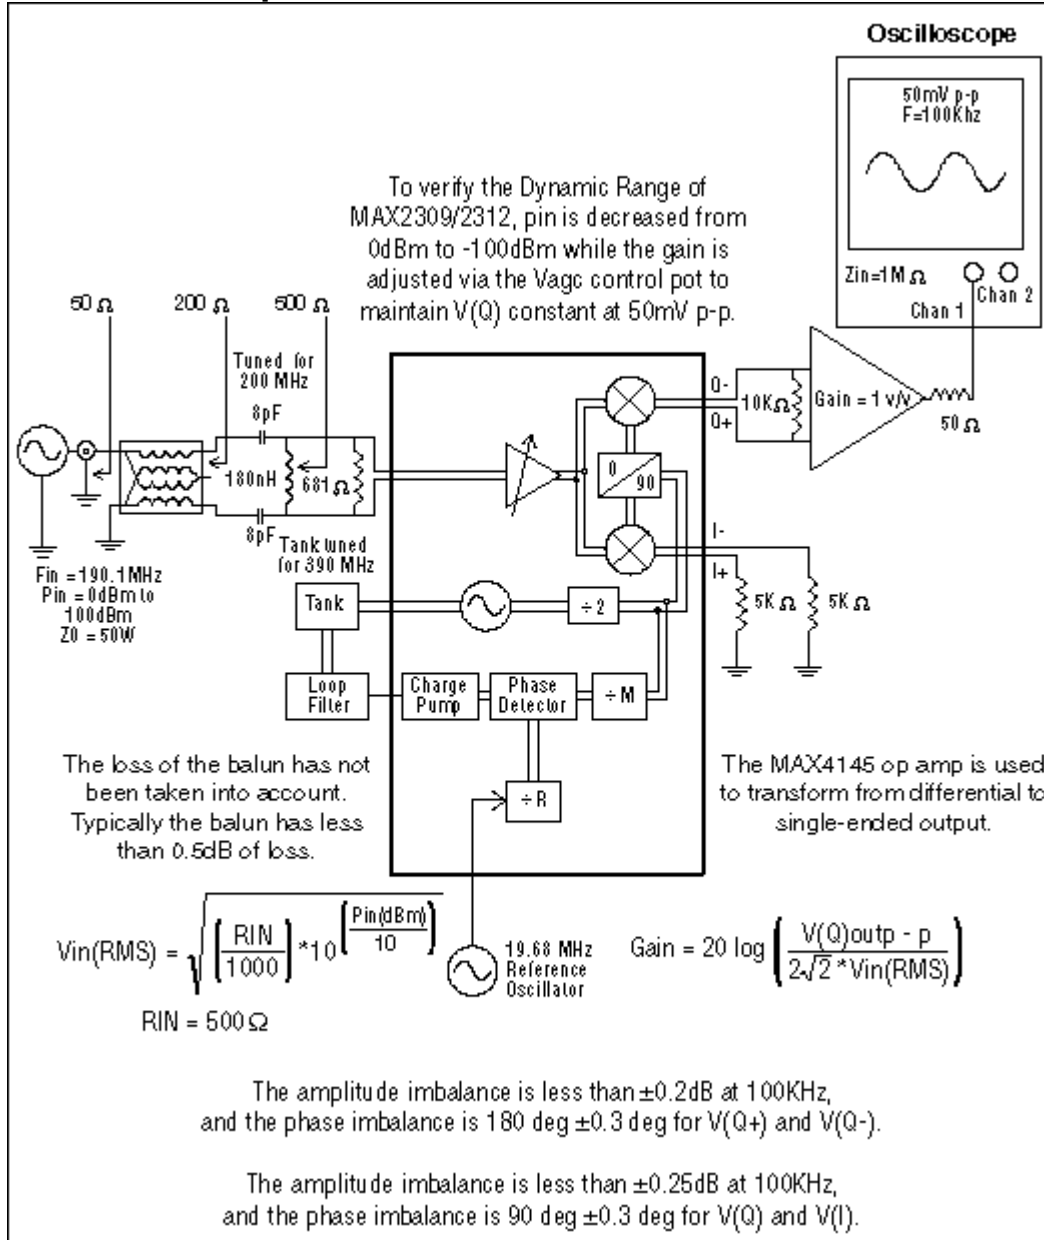 Oscilloscope
50mV p-p
F=100Khz
Zin=1M Ω
Chan 1
Chan 2
To verify the Dynamic Range of
MAX2309/2312, pin is decreased from
0dBm to -100dBm while the gain is
adjusted via the Vagc control pot to
maintain V(Q) constant at 50mV p-p.
50 Ω
200 Ω
500 Ω
Tuned for
200 MHz
8pF
180nH
681 Ω
8pF
Fin = 190.1MHz
Pin = 0dBm to
100dBm
Z0 = 50W
Tank tuned
for 390 MHz
Q-
Q+
10KΩ
Gain = 1 v/v
50 Ω
0
90
I-
I+
5K Ω
5K Ω
Tank
÷ 2
Loop
Filter
Charge
Pump
Phase
Detector
÷ M
÷ R
The loss of the balun has not
been taken into account.
Typically the balun has less
than 0.5dB of loss.
The MAX4145 op amp is used
to transform from differential to
single-ended output.
Vin(RMS) = √((RIN/1000)*10^(Pin(dBm)/10))
RIN = 500 Ω
19.68 MHz
Reference
Oscillator
Gain = 20 log (V(Q)outp - p / 2√2 *Vin(RMS))
The amplitude imbalance is less than ±0.2dB at 100KHz,
and the phase imbalance is 180 deg ±0.3 deg for V(Q+) and V(Q-).
The amplitude imbalance is less than ±0.25dB at 100KHz,
and the phase imbalance is 90 deg ±0.3 deg for V(Q) and V(I).